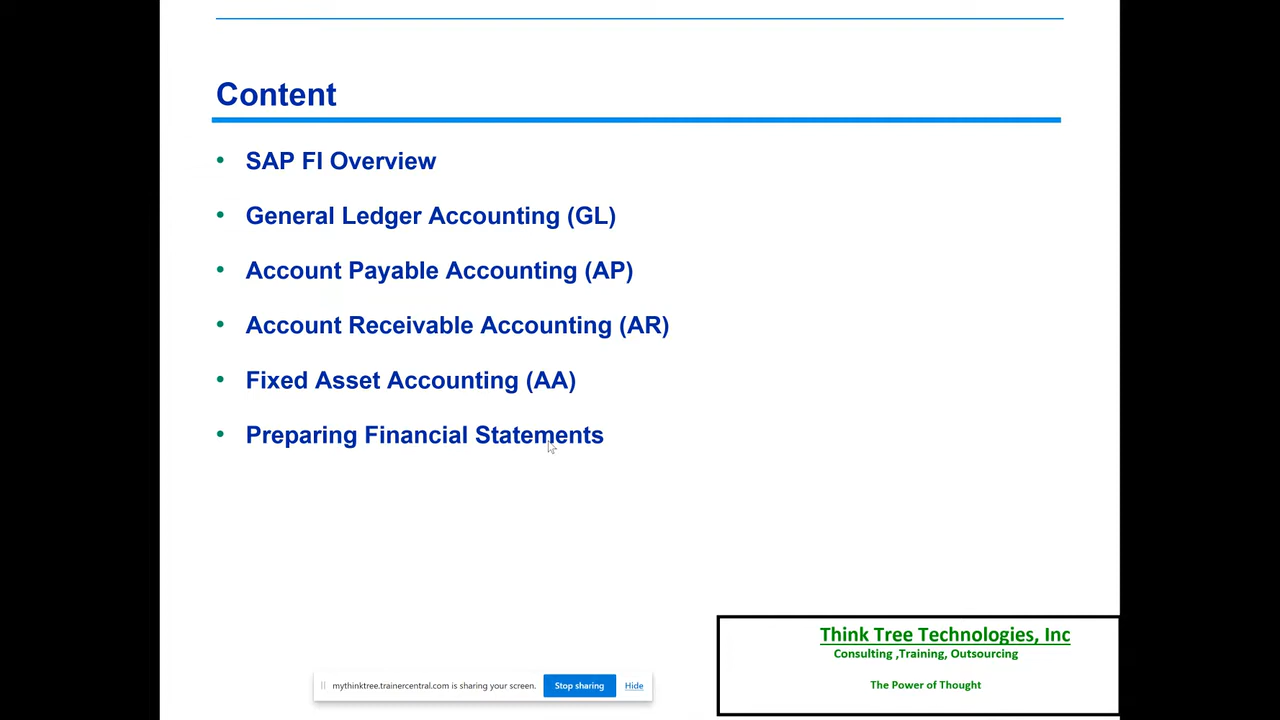 Content
• SAP FI Overview
• General Ledger Accounting (GL)
• Account Payable Accounting (AP)
• Account Receivable Accounting (AR)
• Fixed Asset Accounting (AA)
• Preparing Financial Statements
Think Tree Technologies, Inc
Consulting ,Training, Outsourcing
The Power of Thought
mythinktree.trainercentral.com is sharing your screen. Stop sharing Hide